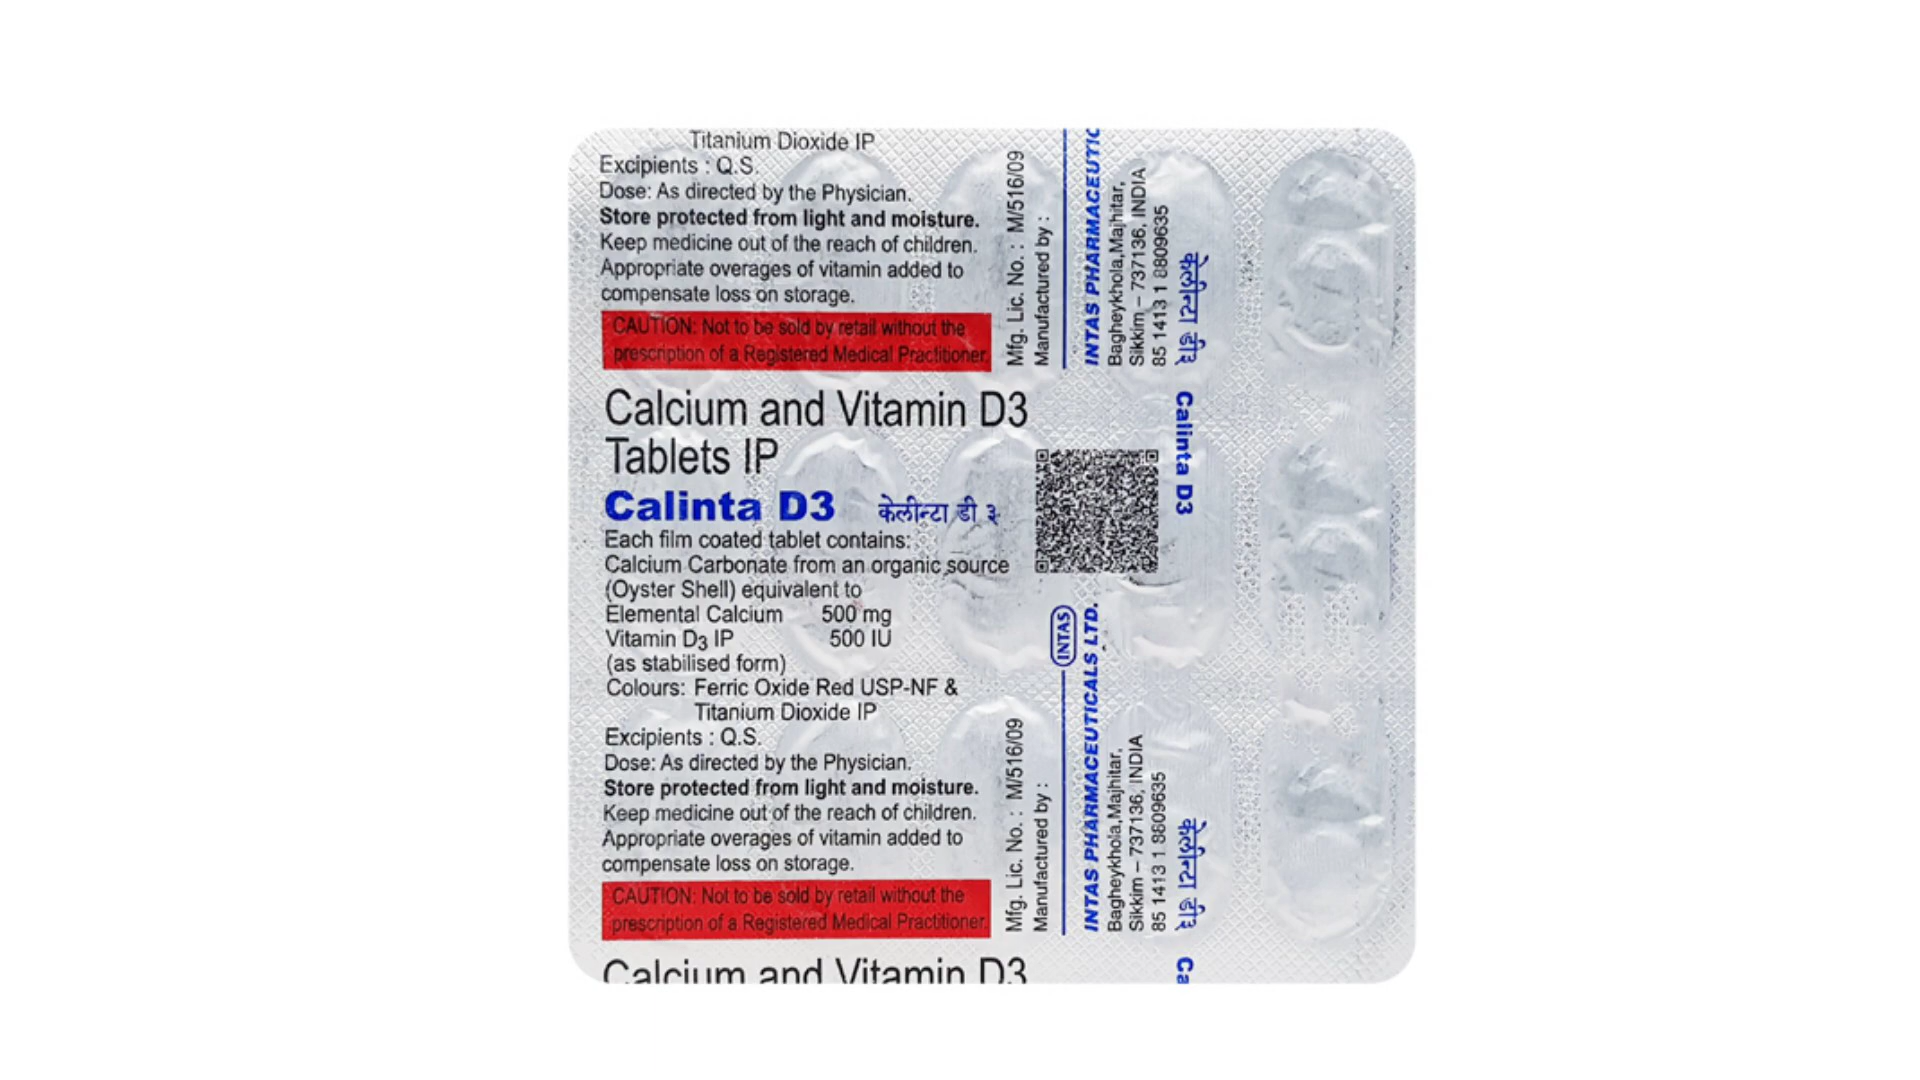 Titanium Dioxide IP
Excipients : Q.S.
Dose: As directed by the Physician.
Store protected from light and moisture.
Keep medicine out of the reach of children.
Appropriate overages of vitamin added to
compensate loss on storage.
CAUTION: Not to be sold by retail without the
prescription of a Registered Medical Practitioner.
Mfg. Lic. No. : M/516/09
Manufactured by :
INTAS PHARMACEUTIC
Bagheykhola,Majhitar,
Sikkim – 737136, INDIA
85 1413 1 8809635
केलीन्टा डी ३
Calcium and Vitamin D3
Tablets IP
Calinta D3 केलीन्टा डी ३
Each film coated tablet contains:
Calcium Carbonate from an organic source
(Oyster Shell) equivalent to
Elemental Calcium 500 mg
Vitamin D3 IP 500 IU
(as stabilised form)
Colours: Ferric Oxide Red USP-NF &
Titanium Dioxide IP
Excipients : Q.S.
Dose: As directed by the Physician.
Store protected from light and moisture.
Keep medicine out of the reach of children.
Appropriate overages of vitamin added to
compensate loss on storage.
CAUTION: Not to be sold by retail without the
prescription of a Registered Medical Practitioner.
Calinta D3
INTAS
Mfg. Lic. No. : M/516/09
Manufactured by :
INTAS PHARMACEUTICALS LTD.
Bagheykhola,Majhitar,
Sikkim – 737136, INDIA
85 1413 1 8809635
केलीन्टा डी ३
Calcium and Vitamin D3
Ca